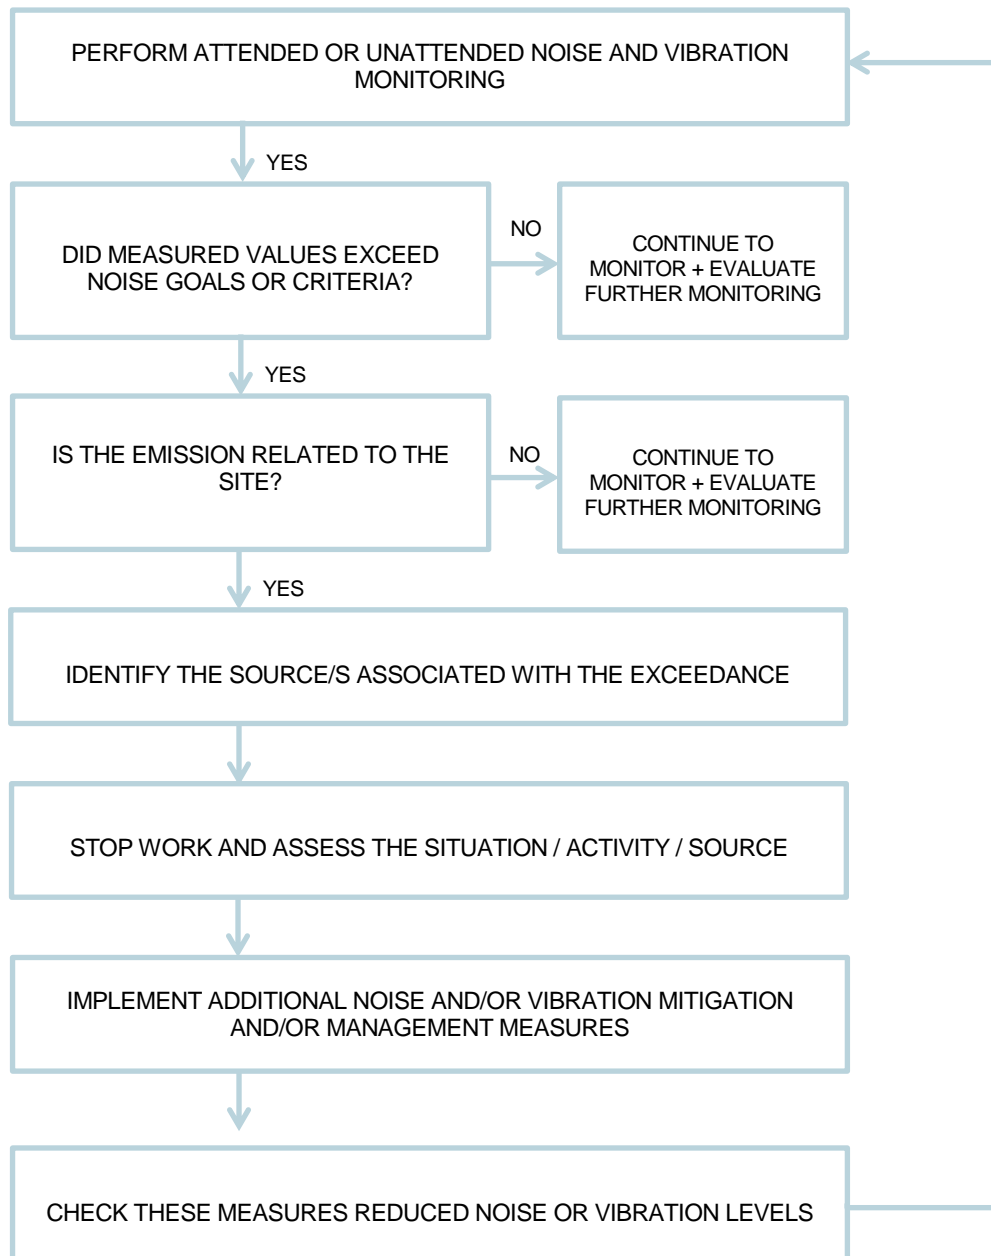 PERFORM ATTENDED OR UNATTENDED NOISE AND VIBRATION
MONITORING
YES
DID MEASURED VALUES EXCEED
NOISE GOALS OR CRITERIA?
NO
CONTINUE TO
MONITOR + EVALUATE
FURTHER MONITORING
YES
IS THE EMISSION RELATED TO THE
SITE?
NO
CONTINUE TO
MONITOR + EVALUATE
FURTHER MONITORING
YES
IDENTIFY THE SOURCE/S ASSOCIATED WITH THE EXCEEDANCE
STOP WORK AND ASSESS THE SITUATION / ACTIVITY / SOURCE
IMPLEMENT ADDITIONAL NOISE AND/OR VIBRATION MITIGATION
AND/OR MANAGEMENT MEASURES
CHECK THESE MEASURES REDUCED NOISE OR VIBRATION LEVELS